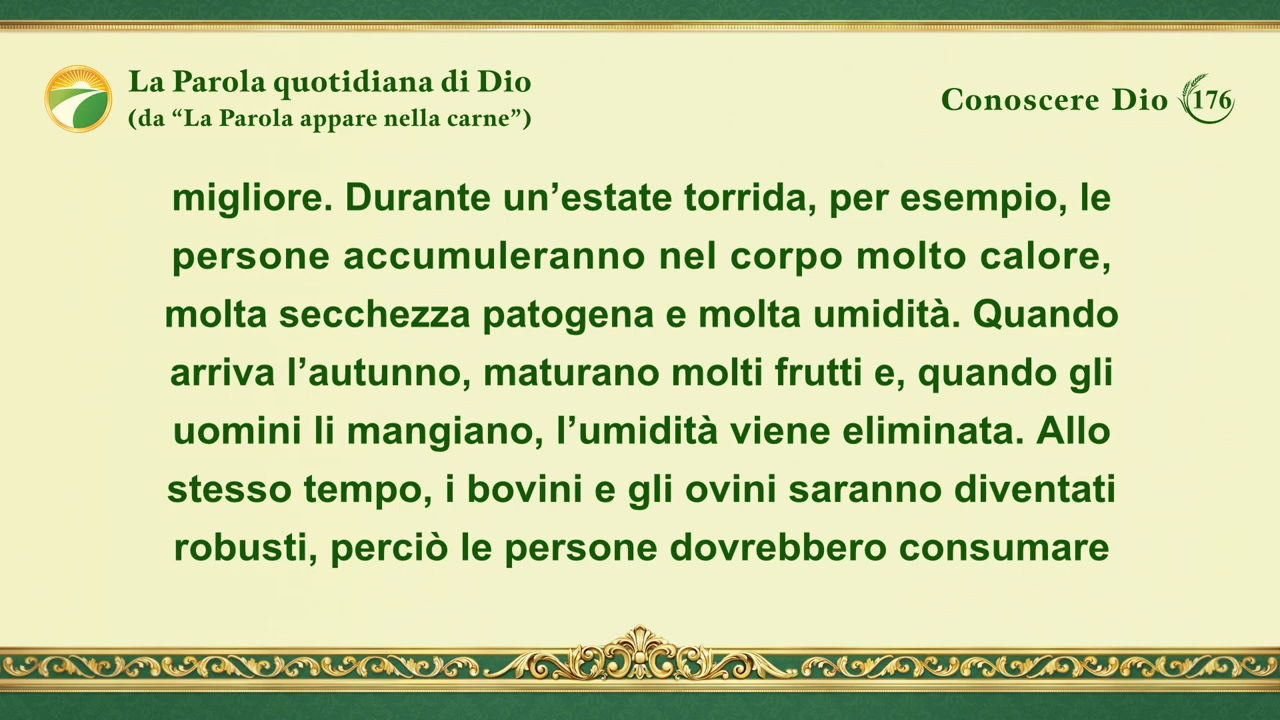 La Parola quotidiana di Dio
(da “La Parola appare nella carne”)
Conoscere Dio 176
migliore. Durante un’estate torrida, per esempio, le
persone accumuleranno nel corpo molto calore,
molta secchezza patogena e molta umidità. Quando
arriva l’autunno, maturano molti frutti e, quando gli
uomini li mangiano, l’umidità viene eliminata. Allo
stesso tempo, i bovini e gli ovini saranno diventati
robusti, perciò le persone dovrebbero consumare